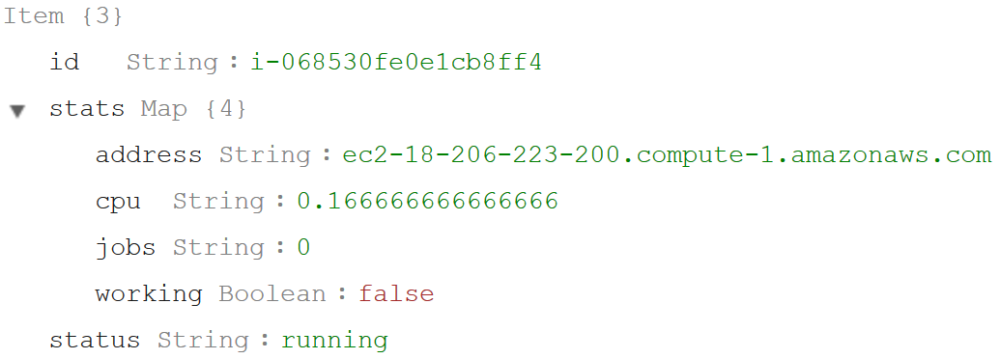 Item {3}
id String : i-068530fe0e1cb8ff4
stats Map {4}
address String : ec2-18-206-223-200.compute-1.amazonaws.com
cpu String : 0.166666666666666
jobs String : 0
working Boolean : false
status String : running